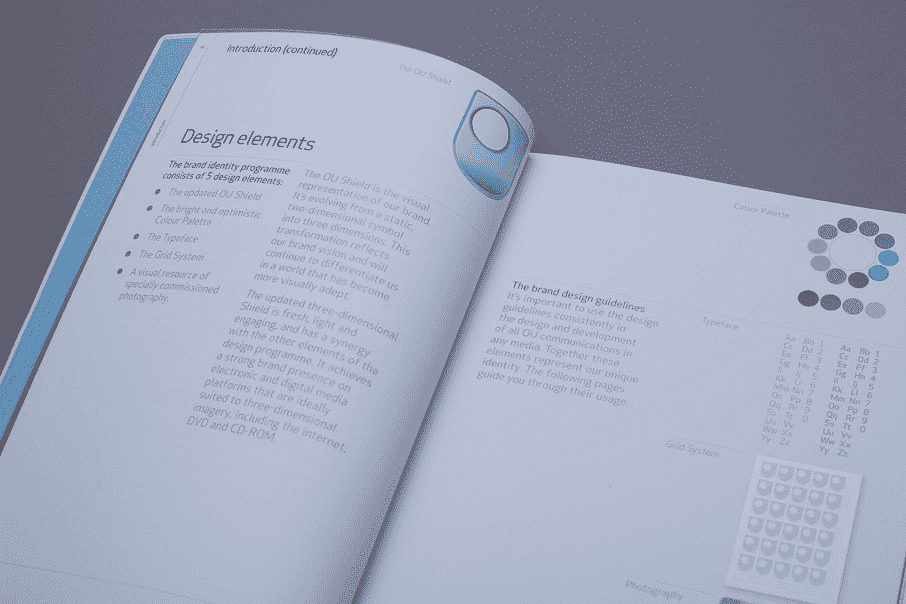 Introduction (continued)
The OU Shield
Introduction
Design elements
The brand identity programme
consists of 5 design elements:
• The updated OU Shield
• The bright and optimistic
Colour Palette
• The Typeface
• The Grid System
• A visual resource of
specially commissioned
photography.
The OU Shield is the visual
representation of our brand.
It's evolving from a static,
two-dimensional symbol
into three dimensions. This
transformation reflects
our brand vision and will
continue to differentiate us
in a world that has become
more visually adept.
The updated three-dimensional
Shield is fresh, light and
engaging, and has a synergy
with the other elements of the
design programme. It achieves
a strong brand presence on
electronic and digital media
platforms that are ideally
suited to three-dimensional
imagery, including the internet,
DVD and CD-ROM.
The brand design guidelines
It's important to use the design
guidelines consistently in
the design and development
of all OU communications in
any media. Together these
elements represent our unique
identity. The following pages
guide you through their usage.
Colour Palette
Typeface
Aa Bb 1
Cc Dd 2
Ee Ff 3
Gg Hh 4
Ii Jj 5
Kk Ll 6
Mm Nn 7
Oo Pp 8
Qq Rr 9
Ss Tt 0
Uu Vv
Ww Xx
Yy Zz
Aa Bb 1
Cc Dd 2
Ee Ff 3
Gg Hh 4
Ii Jj 5
Kk Ll 6
Mm Nn 7
Oo Pp 8
Qq Rr 9
Ss Tt 0
Uu Vv
Ww Xx
Yy Zz
Grid System
Photography